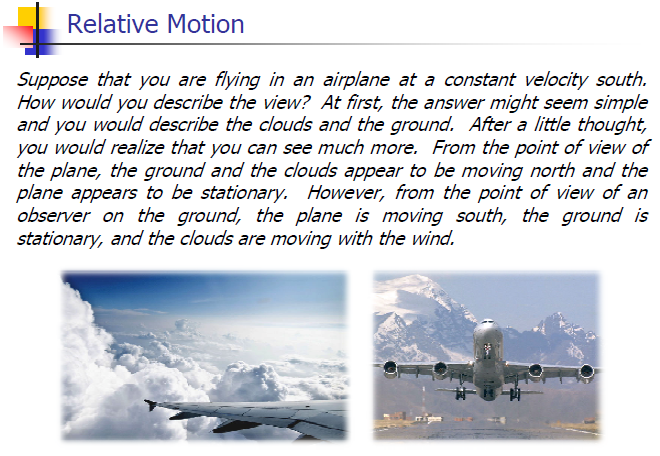 Relative Motion
Suppose that you are flying in an airplane at a constant velocity south.
How would you describe the view?  At first, the answer might seem simple
and you would describe the clouds and the ground.  After a little thought,
you would realize that you can see much more.  From the point of view of
the plane, the ground and the clouds appear to be moving north and the
plane appears to be stationary.  However, from the point of view of an
observer on the ground, the plane is moving south, the ground is
stationary, and the clouds are moving with the wind.